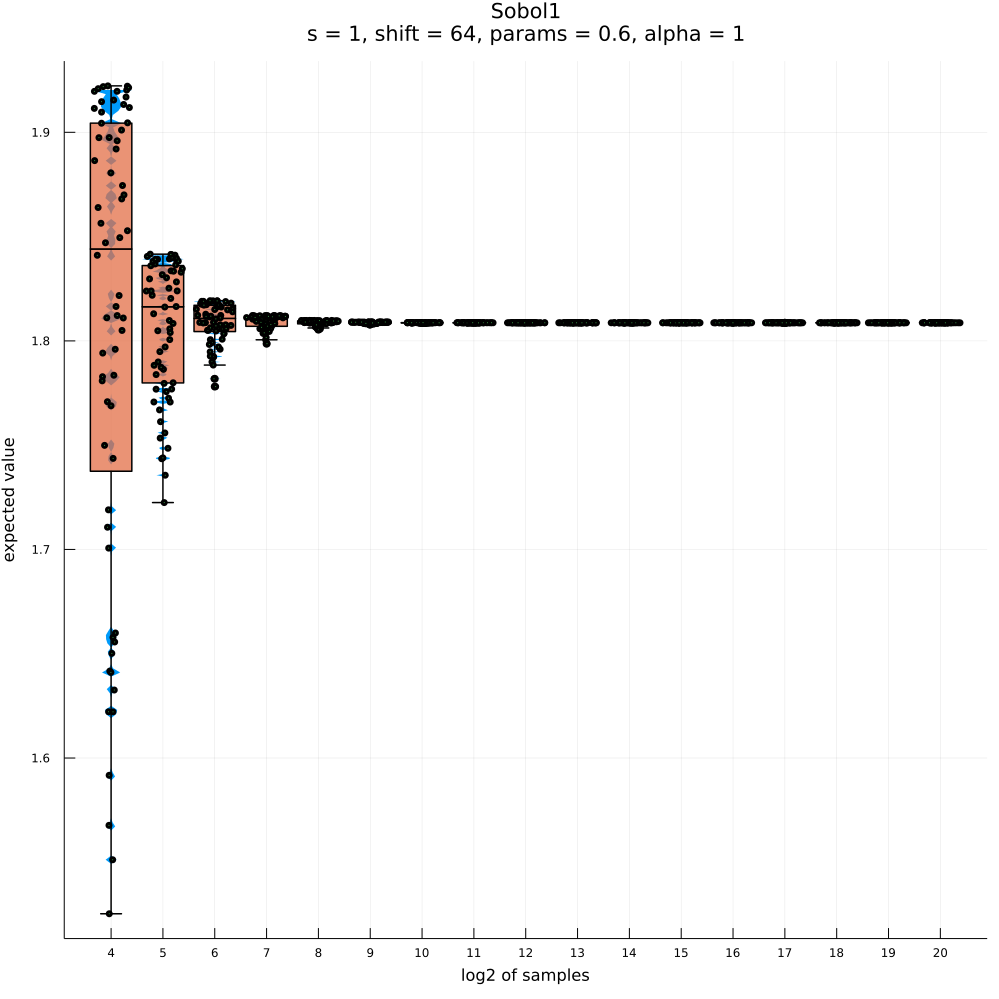 Sobol1
s = 1, shift = 64, params = 0.6, alpha = 1
1.9
1.8
1.7
1.6
expected value
4 5 6 7 8 9 10 11 12 13 14 15 16 17 18 19 20
log2 of samples